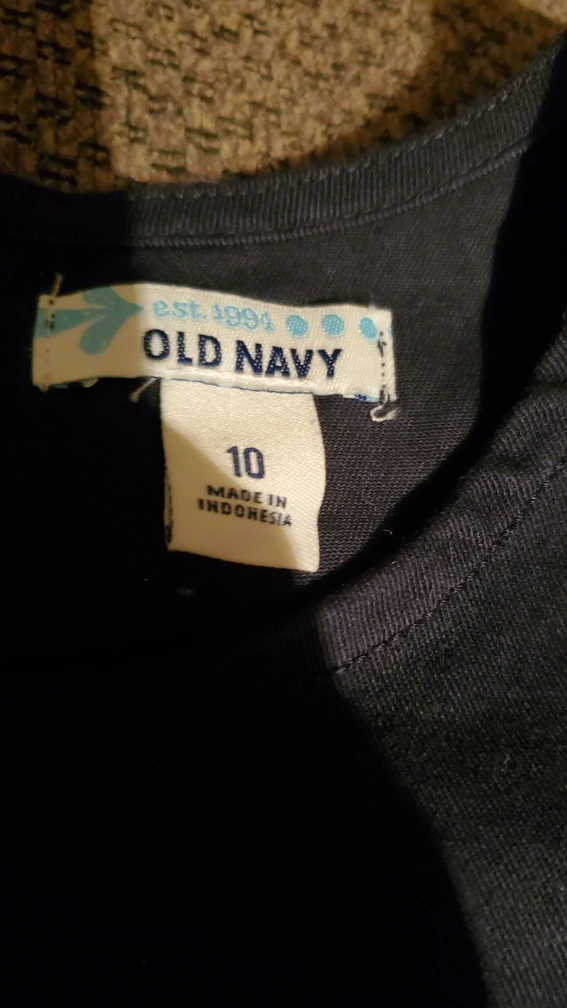 est. 1994
OLD NAVY
10
MADE IN
INDONESIA